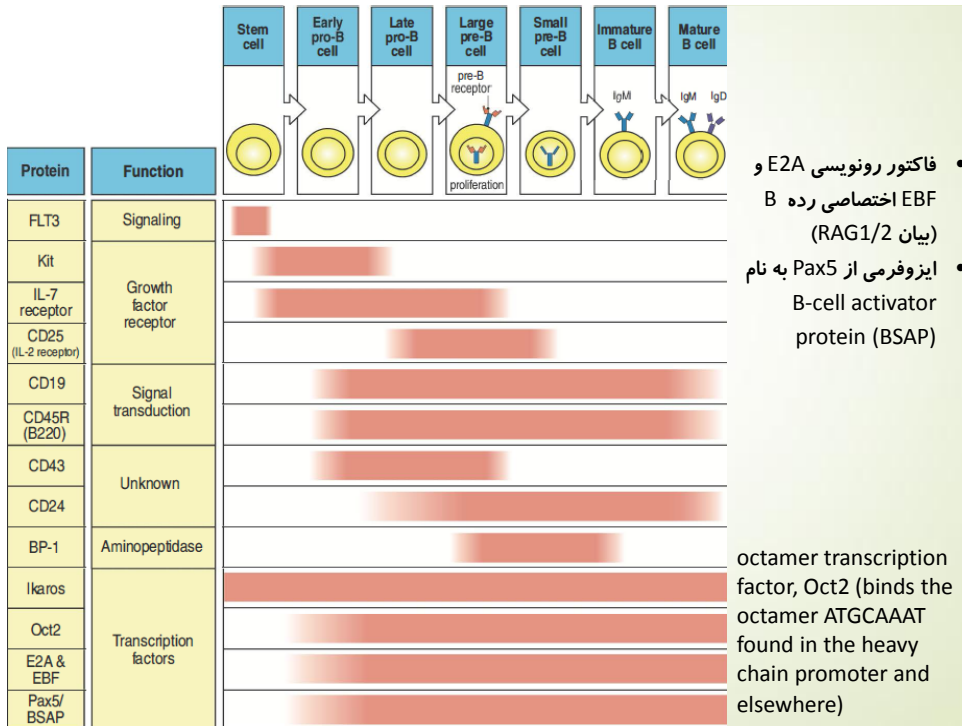 Stem
cell
Early
pro-B
cell
Late
pro-B
cell
Large
pre-B
cell
Small
pre-B
cell
Immature
B cell
Mature
B cell
pre-B
receptor
IgM
IgM IgD
proliferation
Protein
Function
FLT3
Signaling
Kit
IL-7
receptor
CD25
(IL-2 receptor)
Growth
factor
receptor
CD19
CD45R
(B220)
Signal
transduction
CD43
CD24
Unknown
BP-1
Aminopeptidase
Ikaros
Oct2
E2A &
EBF
Pax5/
BSAP
Transcription
factors
• فاکتور رونویسی E2A و
EBF اختصاصی رده B
(بیان RAG1/2)
• ایزوفرمی از Pax5 به نام
B-cell activator
protein (BSAP)
octamer transcription
factor, Oct2 (binds the
octamer ATGCAAAT
found in the heavy
chain promoter and
elsewhere)